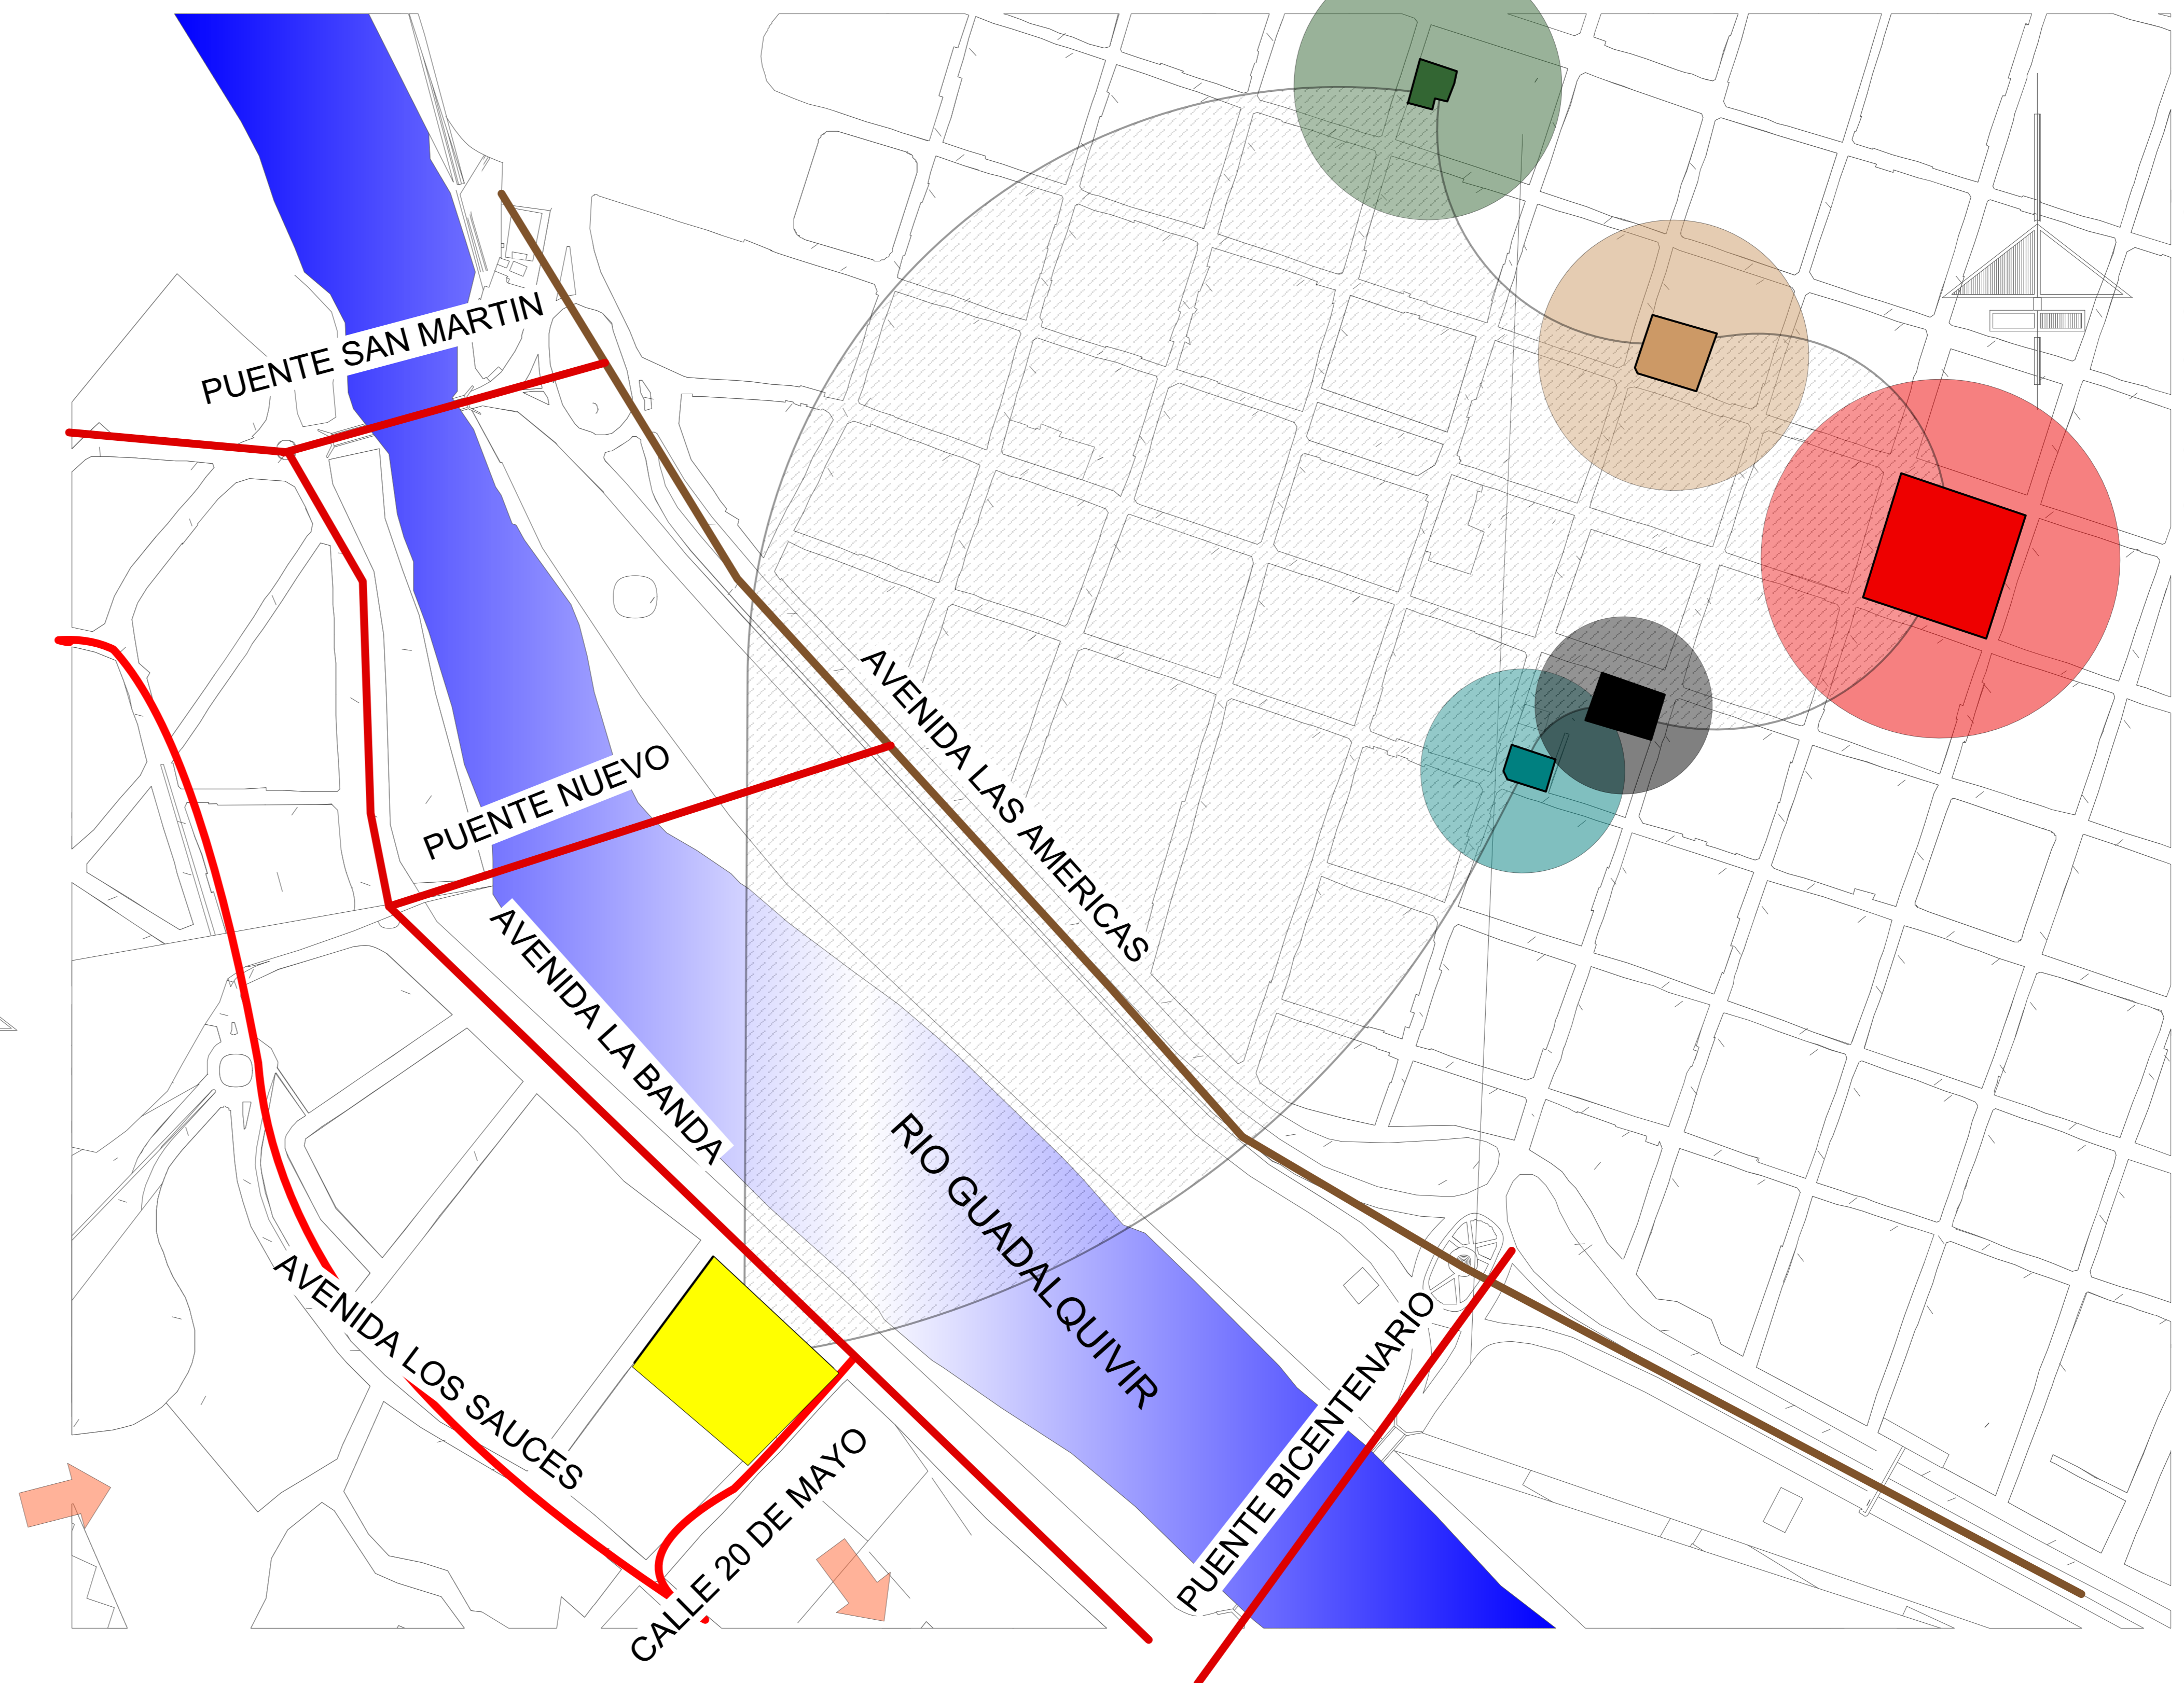 PUENTE SAN MARTIN
PUENTE NUEVO
AVENIDA LAS AMERICAS
AVENIDA LA BANDA
RIO GUADALQUIVIR
AVENIDA LOS SAUCES
PUENTE BICENTENARIO
CALLE 20 DE MAYO